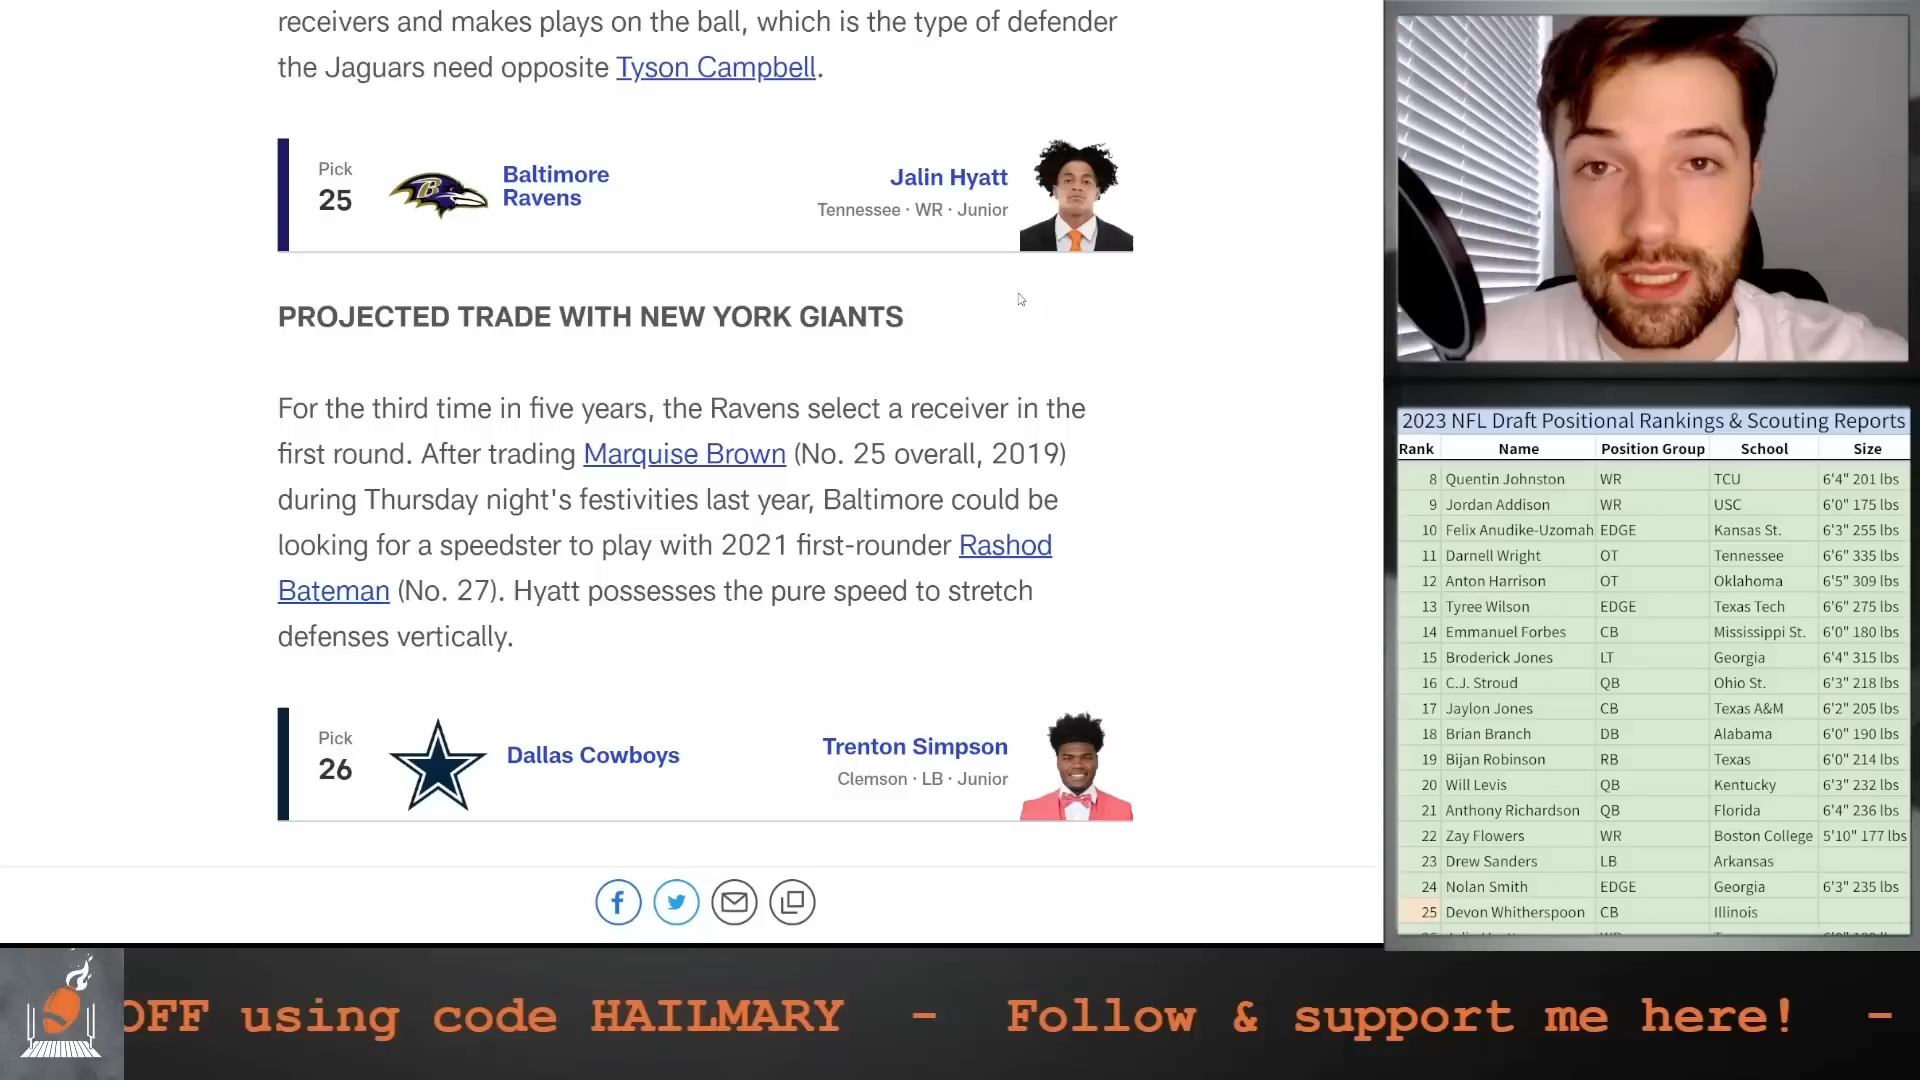 receivers and makes plays on the ball, which is the type of defender
the Jaguars need opposite Tyson Campbell.
Pick
25
B
Baltimore
Ravens
Jalin Hyatt
Tennessee · WR · Junior
PROJECTED TRADE WITH NEW YORK GIANTS
For the third time in five years, the Ravens select a receiver in the
first round. After trading Marquise Brown (No. 25 overall, 2019)
during Thursday night's festivities last year, Baltimore could be
looking for a speedster to play with 2021 first-rounder Rashod
Bateman (No. 27). Hyatt possesses the pure speed to stretch
defenses vertically.
Pick
26
Dallas Cowboys
Trenton Simpson
Clemson · LB · Junior
2023 NFL Draft Positional Rankings & Scouting Reports
Rank Name Position Group School Size
8 Quentin Johnston WR TCU 6'4" 201 lbs
9 Jordan Addison WR USC 6'0" 175 lbs
10 Felix Anudike-Uzomah EDGE Kansas St. 6'3" 255 lbs
11 Darnell Wright OT Tennessee 6'6" 335 lbs
12 Anton Harrison OT Oklahoma 6'5" 309 lbs
13 Tyree Wilson EDGE Texas Tech 6'6" 275 lbs
14 Emmanuel Forbes CB Mississippi St. 6'0" 180 lbs
15 Broderick Jones LT Georgia 6'4" 315 lbs
16 C.J. Stroud QB Ohio St. 6'3" 218 lbs
17 Jaylon Jones CB Texas A&M 6'2" 205 lbs
18 Brian Branch DB Alabama 6'0" 190 lbs
19 Bijan Robinson RB Texas 6'0" 214 lbs
20 Will Levis QB Kentucky 6'3" 232 lbs
21 Anthony Richardson QB Florida 6'4" 236 lbs
22 Zay Flowers WR Boston College 5'10" 177 lbs
23 Drew Sanders LB Arkansas
24 Nolan Smith EDGE Georgia 6'3" 235 lbs
25 Devon Whitherspoon CB Illinois
OFF using code HAILMARY - Follow & support me here! -